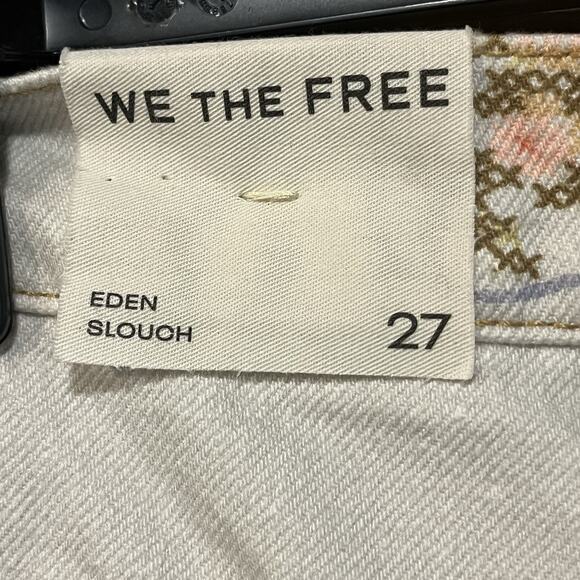 WE THE FREE
EDEN
SLOUCH
27